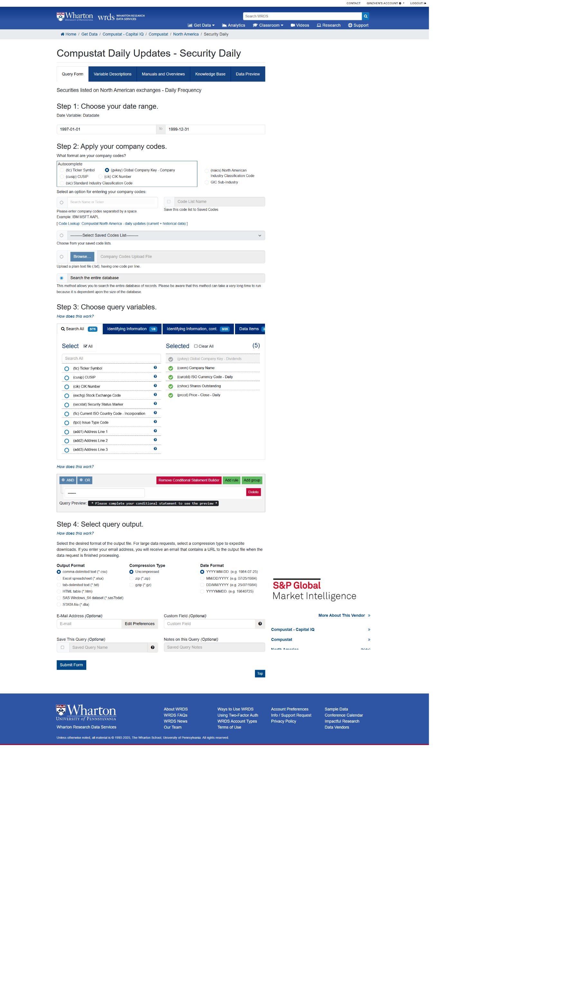 CONTACT QINZHEN'S ACCOUNT LOGOUT
Wharton UNIVERSITY of PENNSYLVANIA wrds WHARTON RESEARCH DATA SERVICES
Search WRDS
Get Data Analytics Classroom Videos Research Support
Home / Get Data / Compustat - Capital IQ / Compustat / North America / Security Daily
Compustat Daily Updates - Security Daily
Query Form Variable Descriptions Manuals and Overviews Knowledge Base Data Preview
Securities listed on North American exchanges - Daily Frequency
Step 1: Choose your date range.
Date Variable: Datadate
1997-01-01 to 1999-12-31
Step 2: Apply your company codes.
What format are your company codes?
Autocomplete
(tic) Ticker Symbol (gvkey) Global Company Key - Company
(cusip) CUSIP (cik) CIK Number
(sic) Standard Industry Classification Code
(naics) North American
Industry Classification Code
GIC Sub-Industry
Select an option for entering your company codes:
Search Name or Ticker
Code List Name
Please enter company codes separated by a space.
Example: IBM MSFT AAPL
Save this code list to Saved Codes
[ Code Lookup: Compustat North America - daily updates (current + historical data) ]
---------Select Saved Codes List---------
Choose from your saved code lists.
Browse... Company Codes Upload File
Upload a plain text file (.txt), having one code per line.
Search the entire database
This method allows you to search the entire database of records. Please be aware that this method can take a very long time to run
because it is dependent upon the size of the database.
Step 3: Choose query variables.
How does this work?
Search All 5/75 Identifying Information 1/8 Identifying Information, cont. 0/35 Data Items 3
Select All
Selected Clear All (5)
Search All
(tic) Ticker Symbol
(cusip) CUSIP
(cik) CIK Number
(exchg) Stock Exchange Code
(secstat) Security Status Marker
(fic) Current ISO Country Code - Incorporation
(tpci) Issue Type Code
(add1) Address Line 1
(add2) Address Line 2
(add3) Address Line 3
(gvkey) Global Company Key - Dividends
(conm) Company Name
(curcdd) ISO Currency Code - Daily
(cshoc) Shares Outstanding
(prccd) Price - Close - Daily
How does this work?
AND OR Remove Conditional Statement Builder Add rule Add group
------ Delete
Query Preview: * Please complete your conditional statement to see the preview *
Step 4: Select query output.
How does this work?
Select the desired format of the output file. For large data requests, select a compression type to expedite
downloads. If you enter your email address, you will receive an email that contains a URL to the output file when the
data request is finished processing.
Output Format
comma-delimited text (*.csv)
Excel spreadsheet (*.xlsx)
tab-delimited text (*.txt)
HTML table (*.htm)
SAS Windows_64 dataset (*.sas7bdat)
STATA file (*.dta)
Compression Type
Uncompressed
zip (*.zip)
gzip (*.gz)
Date Format
YYYY-MM-DD. (e.g. 1984-07-25)
MM/DD/YYYY. (e.g. 07/25/1984)
DD/MM/YYYY. (e.g. 25/07/1984)
YYYYMMDD. (e.g. 19840725)
E-Mail Address (Optional)
E-mail Edit Preferences
Custom Field (Optional)
Custom Field
Save This Query (Optional)
Saved Query Name
Notes on this Query (Optional)
Saved Query Notes
Submit Form
Top
S&P Global
Market Intelligence
More About This Vendor »
Compustat - Capital IQ »
Compustat »
North America (hide)
Wharton
UNIVERSITY of PENNSYLVANIA
Wharton Research Data Services
About WRDS
WRDS FAQs
WRDS News
Our Team
Ways to Use WRDS
Using Two-Factor Auth
WRDS Account Types
Terms of Use
Account Preferences
Info / Support Request
Privacy Policy
Sample Data
Conference Calendar
Impactful Research
Data Vendors
Unless otherwise noted, all material is © 1993-2025, The Wharton School, University of Pennsylvania. All rights reserved.